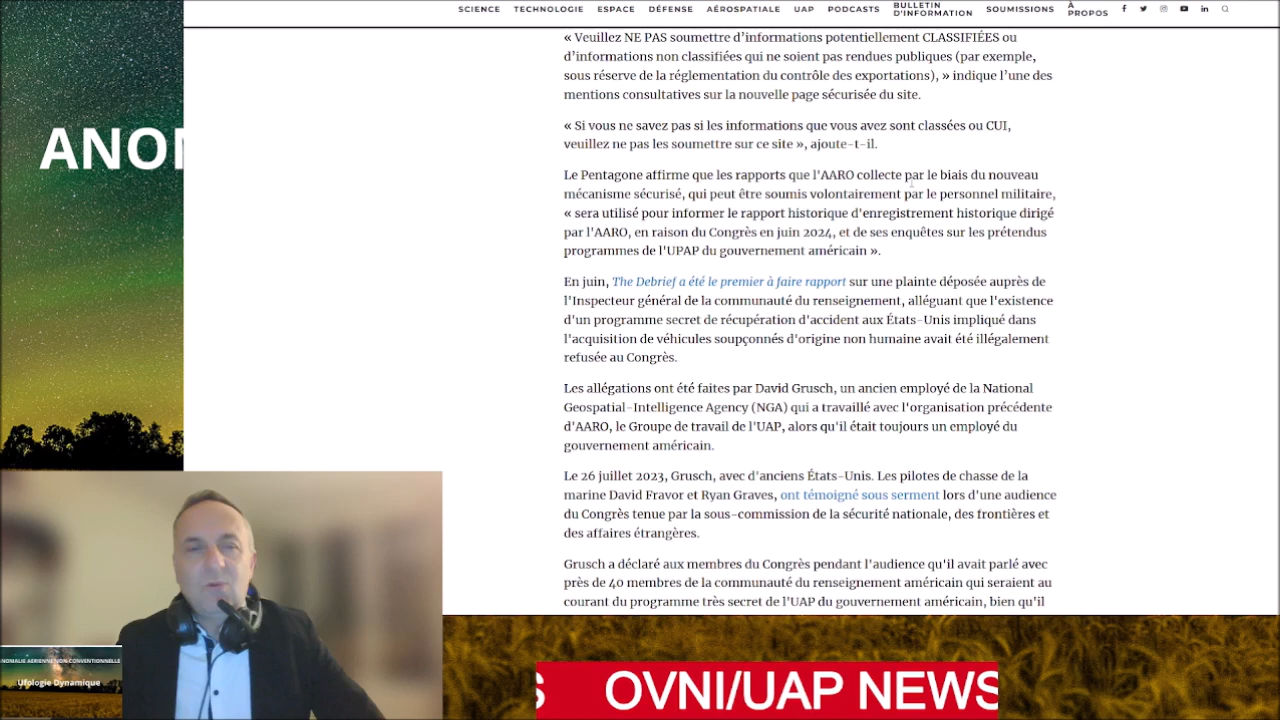 SCIENCE TECHNOLOGIE ESPACE DÉFENSE AÉROSPATIALE UAP PODCASTS BULLETIN D'INFORMATION SOUMISSIONS À PROPOS
ANOM
« Veuillez NE PAS soumettre d'informations potentiellement CLASSIFIÉES ou
d'informations non classifiées qui ne soient pas rendues publiques (par exemple,
sous réserve de la réglementation du contrôle des exportations), » indique l'une des
mentions consultatives sur la nouvelle page sécurisée du site.
« Si vous ne savez pas si les informations que vous avez sont classées ou CUI,
veuillez ne pas les soumettre sur ce site », ajoute-t-il.
Le Pentagone affirme que les rapports que l'AARO collecte par le biais du nouveau
mécanisme sécurisé, qui peut être soumis volontairement par le personnel militaire,
« sera utilisé pour informer le rapport historique d'enregistrement historique dirigé
par l'AARO, en raison du Congrès en juin 2024, et de ses enquêtes sur les prétendus
programmes de l'UPAP du gouvernement américain ».
En juin, The Debrief a été le premier à faire rapport sur une plainte déposée auprès de
l'Inspecteur général de la communauté du renseignement, alléguant que l'existence
d'un programme secret de récupération d'accident aux États-Unis impliqué dans
l'acquisition de véhicules soupçonnés d'origine non humaine avait été illégalement
refusée au Congrès.
Les allégations ont été faites par David Grusch, un ancien employé de la National
Geospatial-Intelligence Agency (NGA) qui a travaillé avec l'organisation précédente
d'AARO, le Groupe de travail de l'UAP, alors qu'il était toujours un employé du
gouvernement américain.
Le 26 juillet 2023, Grusch, avec d'anciens États-Unis. Les pilotes de chasse de la
marine David Fravor et Ryan Graves, ont témoigné sous serment lors d'une audience
du Congrès tenue par la sous-commission de la sécurité nationale, des frontières et
des affaires étrangères.
Grusch a déclaré aux membres du Congrès pendant l'audience qu'il avait parlé avec
près de 40 membres de la communauté du renseignement américain qui seraient au
courant du programme très secret de l'UAP du gouvernement américain, bien qu'il
ANOMALIE AERIENNE NON-CONVENTIONNELLE
Ufologie Dynamique
S OVNI/UAP NEWS